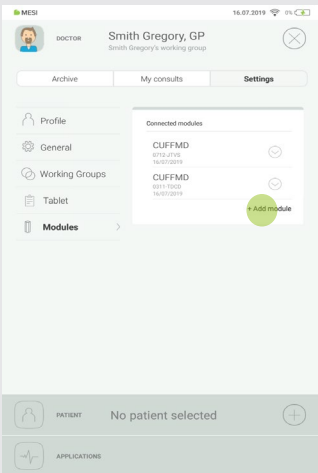 MESI
16.07.2019 0%
DOCTOR
Smith Gregory, GP
Smith Gregory's working group
Archive
My consults
Settings
Profile
General
Working Groups
Tablet
Modules
Connected modules
CUFFMD
0712-JTVS
16/07/2019
CUFFMD
0311-TDCD
16/07/2019
+ Add module
PATIENT
No patient selected
APPLICATIONS